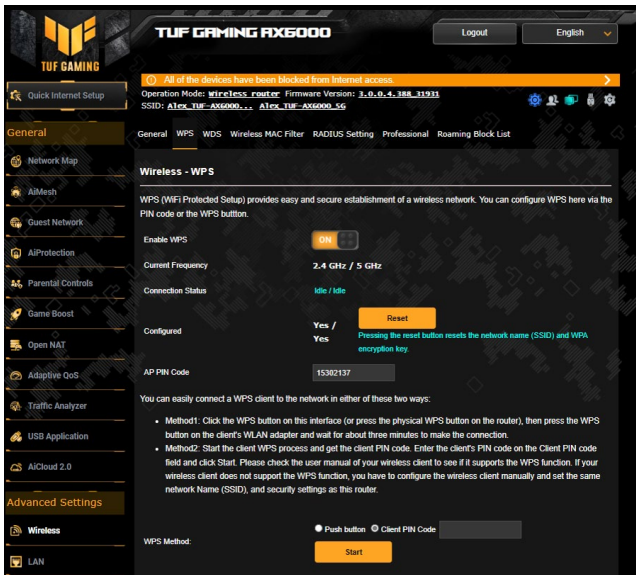 TUF GAMING
TUF GAMING AX6000
Logout
English
All of the devices have been blocked from Internet access.
Quick Internet Setup
Operation Mode: Wireless router Firmware Version: 3.0.0.4.388_31931
SSID: Alex_TUF-AX6000... Alex_TUF-AX6000_5G
General
Network Map
AiMesh
Guest Network
AiProtection
Parental Controls
Game Boost
Open NAT
Adaptive QoS
Traffic Analyzer
USB Application
AiCloud 2.0
Advanced Settings
Wireless
LAN
General WPS WDS Wireless MAC Filter RADIUS Setting Professional Roaming Block List
Wireless - WPS
WPS (WiFi Protected Setup) provides easy and secure establishment of a wireless network. You can configure WPS here via the
PIN code or the WPS buttton.
Enable WPS ON
Current Frequency 2.4 GHz / 5 GHz
Connection Status Idle / Idle
Configured Yes / Yes
Reset
Pressing the reset button resets the network name (SSID) and WPA
encryption key.
AP PIN Code 15302137
You can easily connect a WPS client to the network in either of these two ways:
• Method1: Click the WPS button on this interface (or press the physical WPS button on the router), then press the WPS
button on the client's WLAN adapter and wait for about three minutes to make the connection.
• Method2: Start the client WPS process and get the client PIN code. Enter the client's PIN code on the Client PIN code
field and click Start. Please check the user manual of your wireless client to see if it supports the WPS function. If your
wireless client does not support the WPS function, you have to configure the wireless client manually and set the same
network Name (SSID), and security settings as this router.
WPS Method: Push button Client PIN Code
Start